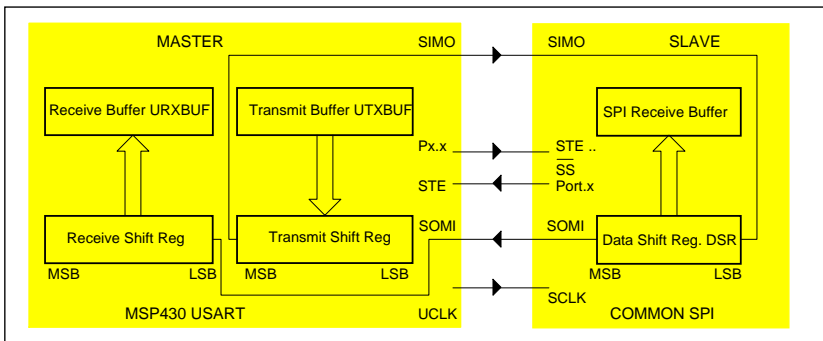 MASTER
SIMO
SIMO
SLAVE
Receive Buffer URXBUF
Transmit Buffer UTXBUF
SPI Receive Buffer
Px.x
STE ..
SS
STE
Port.x
SOMI
SOMI
Receive Shift Reg
Transmit Shift Reg
Data Shift Reg. DSR
MSB
LSB
MSB
LSB
MSB
LSB
SCLK
MSP430 USART
UCLK
COMMON SPI